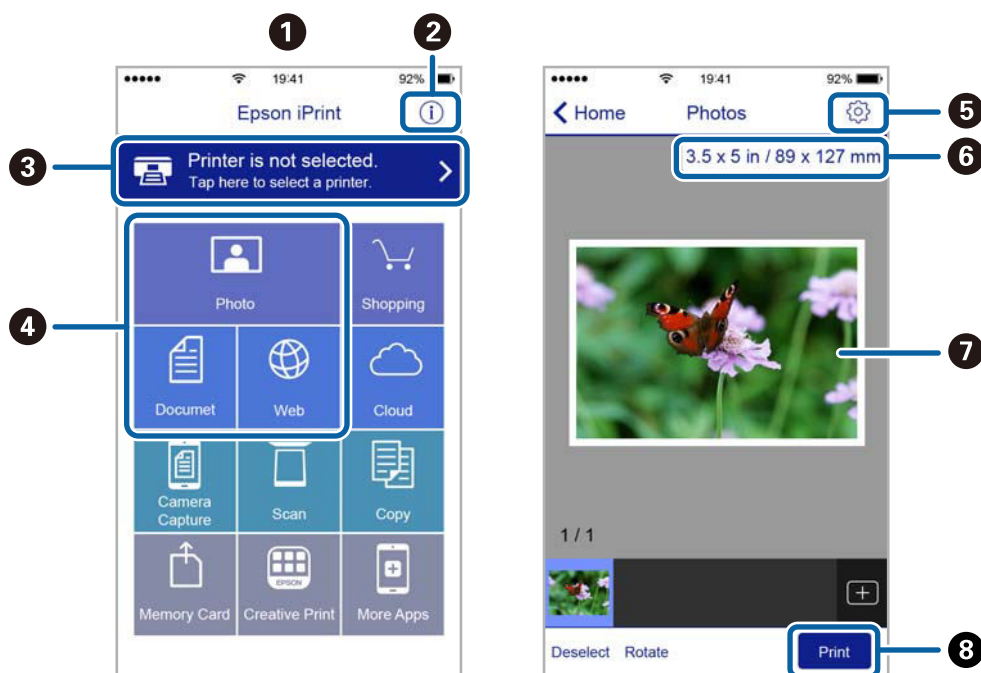 1
2
19:41
92%
Epson iPrint
3
Printer is not selected.
Tap here to select a printer.
4
Photo
Shopping
Documet
Web
Cloud
Camera
Capture
Scan
Copy
EPSON
Memory Card
Creative Print
More Apps
19:41
92%
Home
Photos
5
3.5 x 5 in / 89 x 127 mm
6
7
1 / 1
Deselect
Rotate
Print
8